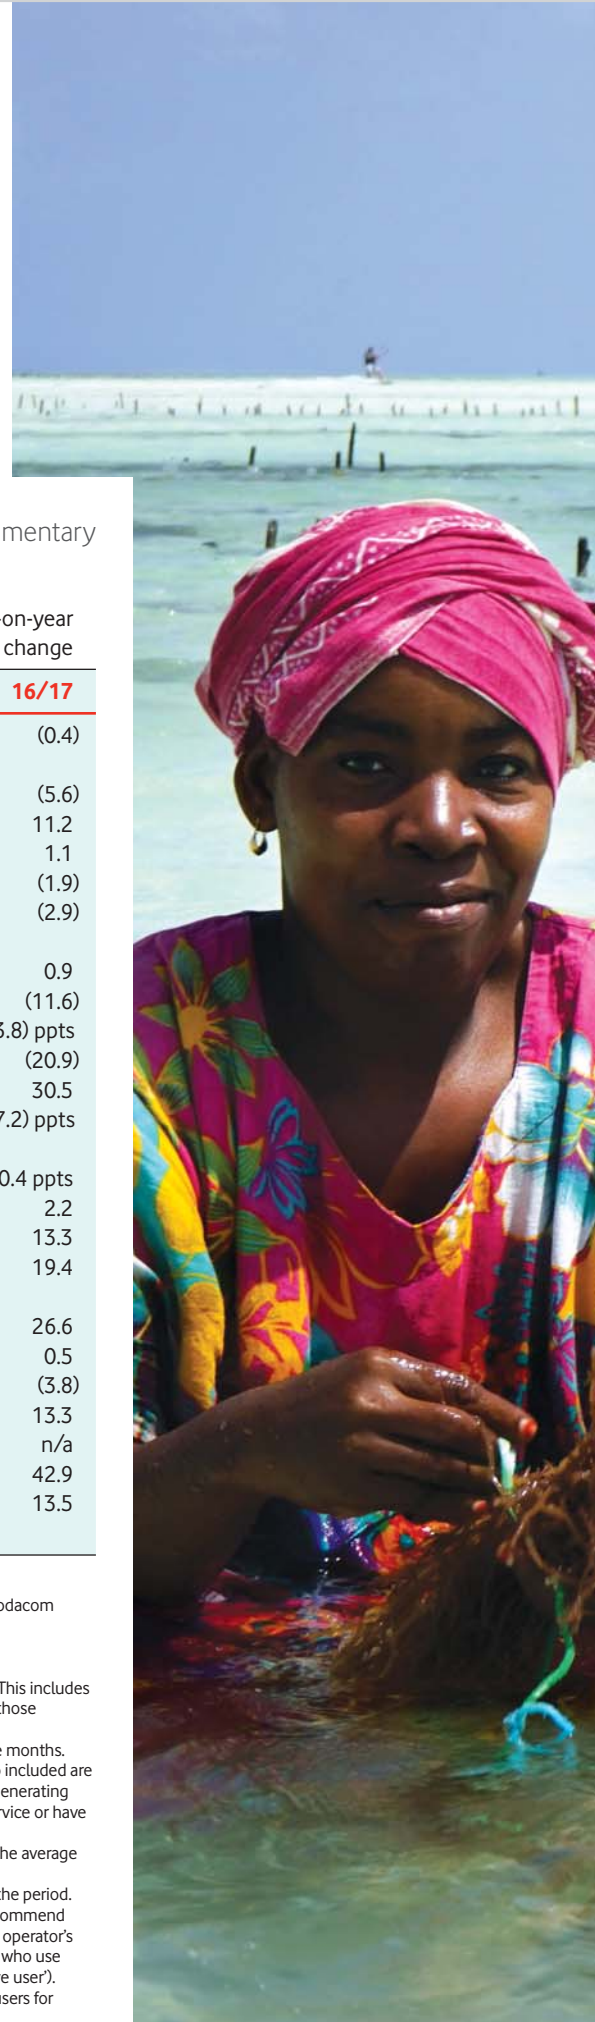 mentary
-on-year
change
16/17
(0.4)
(5.6)
11.2
1.1
(1.9)
(2.9)
0.9
(11.6)
.8) ppts
(20.9)
30.5
7.2) ppts
0.4 ppts
2.2
13.3
19.4
26.6
0.5
(3.8)
13.3
n/a
42.9
13.5
odacom
This includes
those
e months.
included are
enerating
rvice or have
he average
the period.
commend
operator's
who use
e user').
sers for